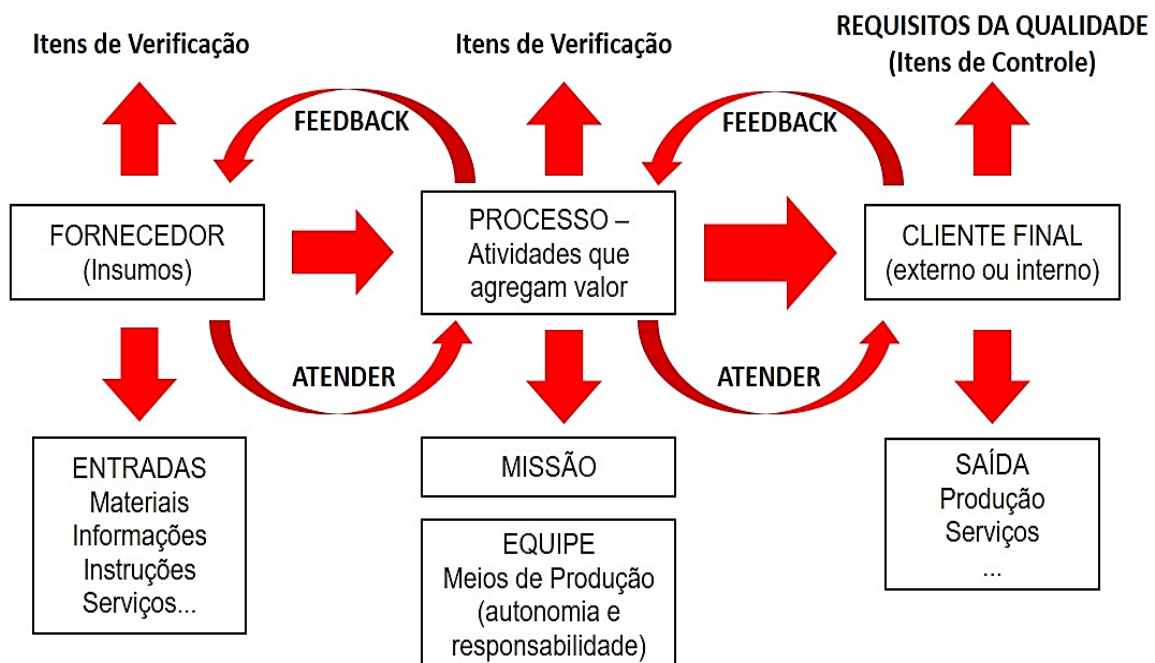 Itens de Verificação
Itens de Verificação
REQUISITOS DA QUALIDADE
(Itens de Controle)
FEEDBACK
FEEDBACK
FORNECEDOR
(Insumos)
PROCESSO –
Atividades que
agregam valor
CLIENTE FINAL
(externo ou interno)
ATENDER
ATENDER
ENTRADAS
Materiais
Informações
Instruções
Serviços...
MISSÃO
EQUIPE
Meios de Produção
(autonomia e
responsabilidade)
SAÍDA
Produção
Serviços
...